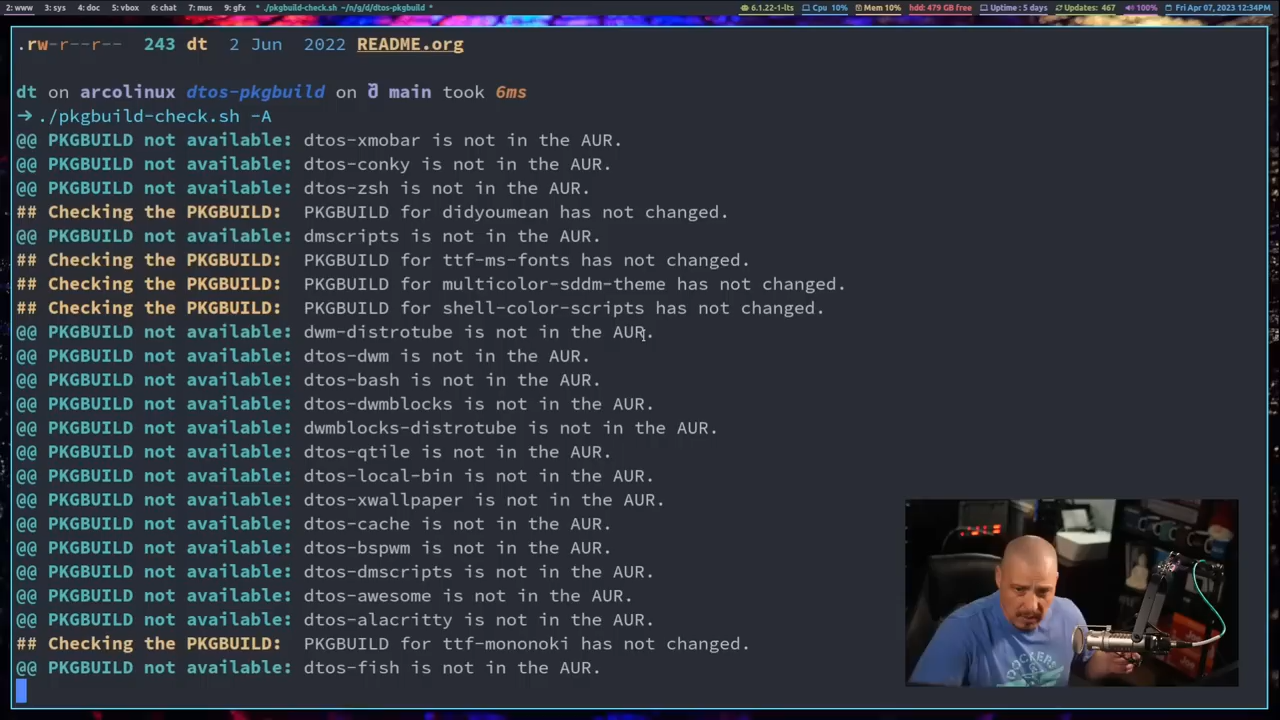 2: www 3: sys 4: doc 5: vbox 6: chat 7: mus 9: gfx * ./pkgbuild-check.sh ~/n/g/d/dtos-pkgbuild * 6.1.22-1-lts Cpu 10% Mem 10% hdd: 479 GB free Uptime : 5 days Updates: 467 100% Fri Apr 07, 2023 12:34PM
.rw-r--r-- 243 dt 2 Jun 2022 README.org
dt on arcolinux dtos-pkgbuild on main took 6ms
➜ ./pkgbuild-check.sh -A
@@ PKGBUILD not available: dtos-xmobar is not in the AUR.
@@ PKGBUILD not available: dtos-conky is not in the AUR.
@@ PKGBUILD not available: dtos-zsh is not in the AUR.
## Checking the PKGBUILD: PKGBUILD for didyoumean has not changed.
@@ PKGBUILD not available: dmscripts is not in the AUR.
## Checking the PKGBUILD: PKGBUILD for ttf-ms-fonts has not changed.
## Checking the PKGBUILD: PKGBUILD for multicolor-sddm-theme has not changed.
## Checking the PKGBUILD: PKGBUILD for shell-color-scripts has not changed.
@@ PKGBUILD not available: dwm-distrotube is not in the AUR.
@@ PKGBUILD not available: dtos-dwm is not in the AUR.
@@ PKGBUILD not available: dtos-bash is not in the AUR.
@@ PKGBUILD not available: dtos-dwmblocks is not in the AUR.
@@ PKGBUILD not available: dwmblocks-distrotube is not in the AUR.
@@ PKGBUILD not available: dtos-qtile is not in the AUR.
@@ PKGBUILD not available: dtos-local-bin is not in the AUR.
@@ PKGBUILD not available: dtos-xwallpaper is not in the AUR.
@@ PKGBUILD not available: dtos-cache is not in the AUR.
@@ PKGBUILD not available: dtos-bspwm is not in the AUR.
@@ PKGBUILD not available: dtos-dmscripts is not in the AUR.
@@ PKGBUILD not available: dtos-awesome is not in the AUR.
@@ PKGBUILD not available: dtos-alacritty is not in the AUR.
## Checking the PKGBUILD: PKGBUILD for ttf-mononoki has not changed.
@@ PKGBUILD not available: dtos-fish is not in the AUR.
DOCKERS